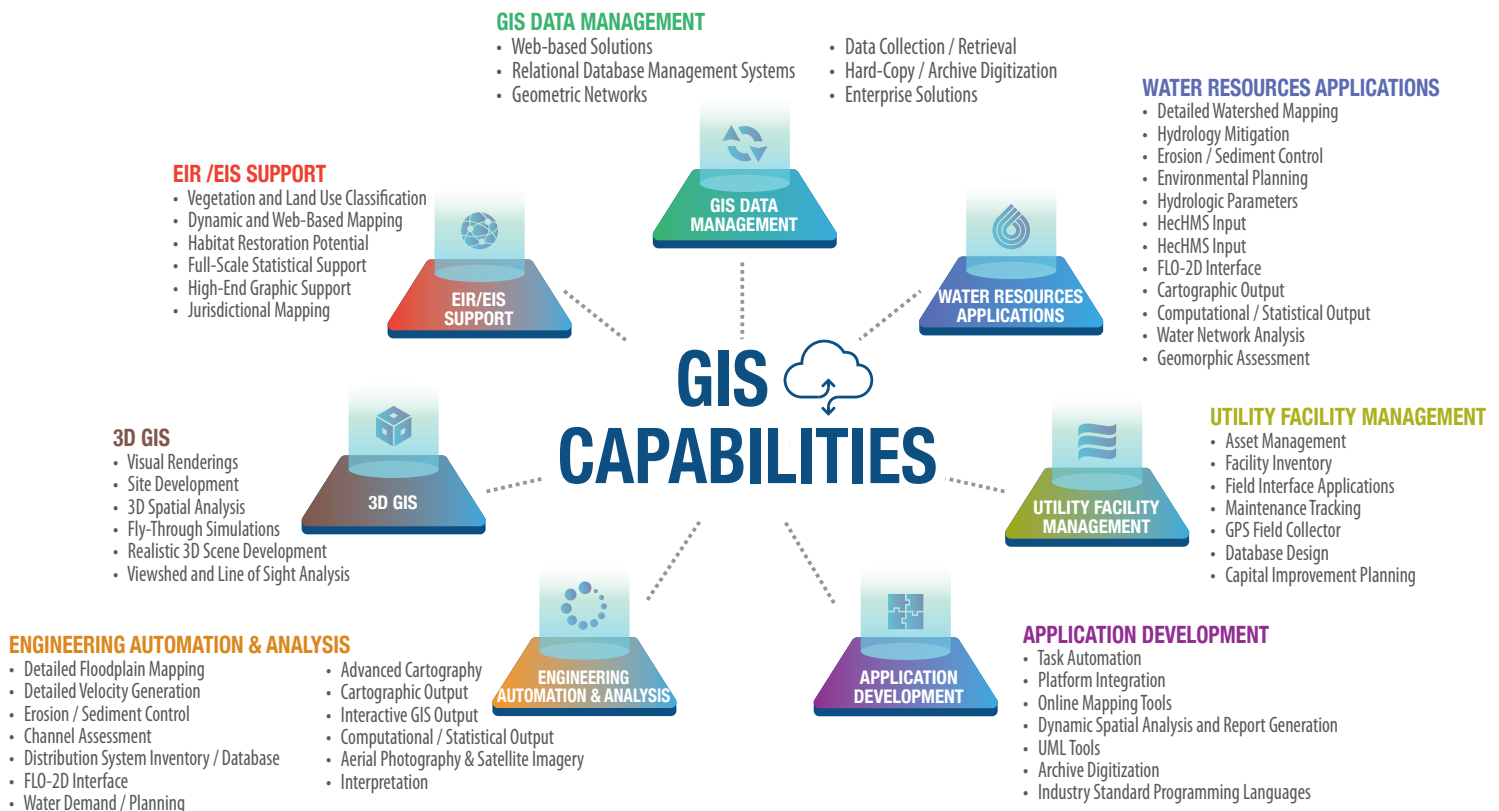 GIS DATA MANAGEMENT
• Web-based Solutions
• Relational Database Management Systems
• Geometric Networks
• Data Collection / Retrieval
• Hard-Copy / Archive Digitization
• Enterprise Solutions
GIS DATA
MANAGEMENT
WATER RESOURCES APPLICATIONS
• Detailed Watershed Mapping
• Hydrology Mitigation
• Erosion / Sediment Control
• Environmental Planning
• Hydrologic Parameters
• HecHMS Input
• HecHMS Input
• FLO-2D Interface
• Cartographic Output
• Computational / Statistical Output
• Water Network Analysis
• Geomorphic Assessment
WATER RESOURCES
APPLICATIONS
EIR /EIS SUPPORT
• Vegetation and Land Use Classification
• Dynamic and Web-Based Mapping
• Habitat Restoration Potential
• Full-Scale Statistical Support
• High-End Graphic Support
• Jurisdictional Mapping
EIR/EIS
SUPPORT
GIS
CAPABILITIES
3D GIS
• Visual Renderings
• Site Development
• 3D Spatial Analysis
• Fly-Through Simulations
• Realistic 3D Scene Development
• Viewshed and Line of Sight Analysis
3D GIS
UTILITY FACILITY MANAGEMENT
• Asset Management
• Facility Inventory
• Field Interface Applications
• Maintenance Tracking
• GPS Field Collector
• Database Design
• Capital Improvement Planning
UTILITY FACILITY
MANAGEMENT
ENGINEERING AUTOMATION & ANALYSIS
• Detailed Floodplain Mapping
• Detailed Velocity Generation
• Erosion / Sediment Control
• Channel Assessment
• Distribution System Inventory / Database
• FLO-2D Interface
• Water Demand / Planning
• Advanced Cartography
• Cartographic Output
• Interactive GIS Output
• Computational / Statistical Output
• Aerial Photography & Satellite Imagery
• Interpretation
ENGINEERING
AUTOMATION & ANALYSIS
APPLICATION
DEVELOPMENT
APPLICATION DEVELOPMENT
• Task Automation
• Platform Integration
• Online Mapping Tools
• Dynamic Spatial Analysis and Report Generation
• UML Tools
• Archive Digitization
• Industry Standard Programming Languages